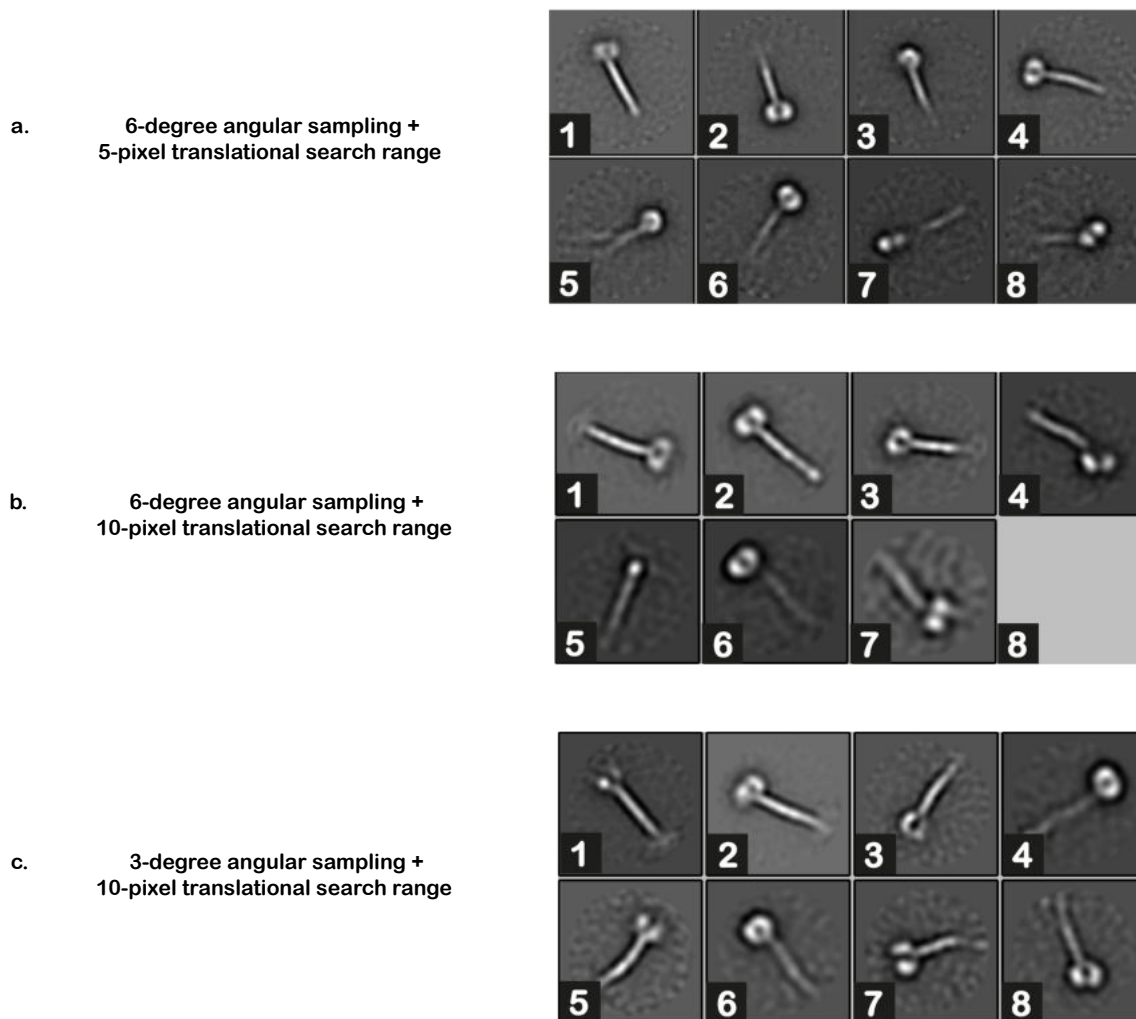 a. 6-degree angular sampling +
5-pixel translational search range
1 2 3 4
5 6 7 8
b. 6-degree angular sampling +
10-pixel translational search range
1 2 3 4
5 6 7 8
c. 3-degree angular sampling +
10-pixel translational search range
1 2 3 4
5 6 7 8